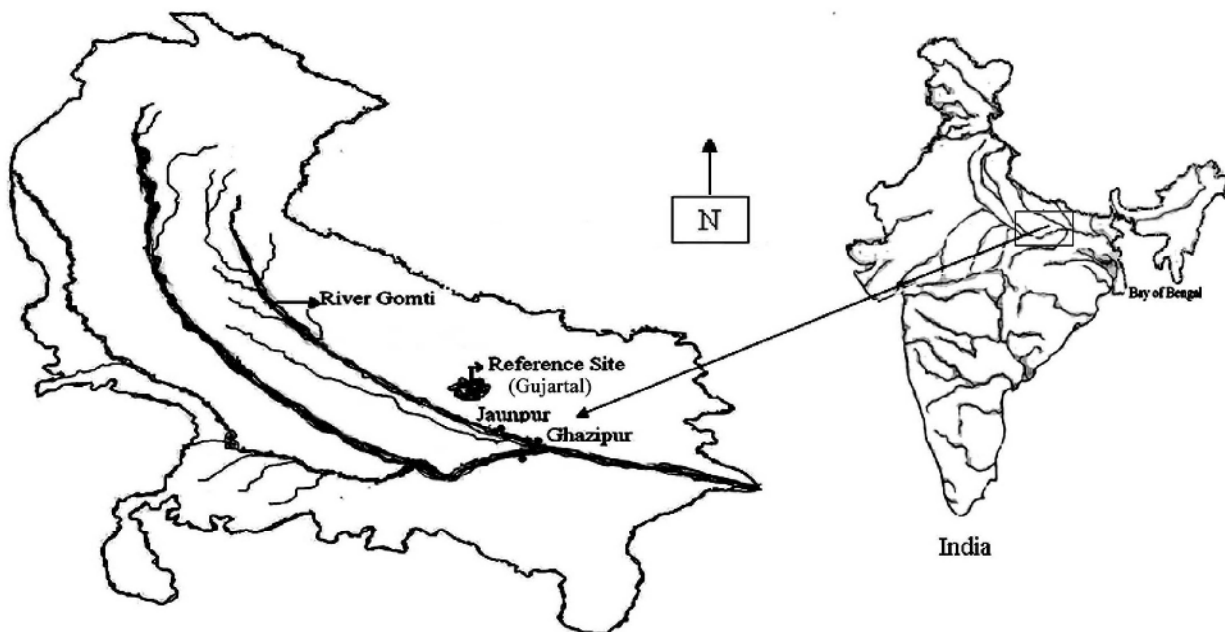 N
River Gomti
Reference Site
(Gujartal)
Jaunpur
Ghazipur
Bay of Bengal
India